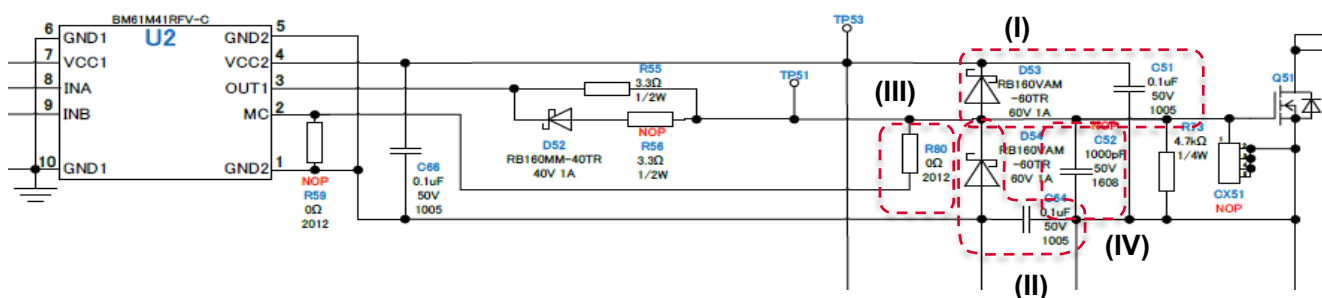 BM61M41RFV-C
U2
6
GND1
7
VCC1
8
INA
9
INB
10
GND1
GND2
5
VCC2
4
OUT1
3
MC
2
GND2
1
NOP
R59
0Ω
2012
C66
0.1uF
50V
1005
R55
3.3Ω
1/2W
D52
RB160MM-40TR
40V 1A
NOP
R56
3.3Ω
1/2W
TP51
TP53
(I)
D53
RB160VAM
-60TR
60V 1A
C51
0.1uF
50V
1005
(III)
R80
0Ω
2012
D54
RB160VAM
-60TR
60V 1A
NOP
C52
1000pF
50V
1608
R73
4.7kΩ
1/4W
C64
0.1uF
50V
1005
(II)
(IV)
Q51
CX51
NOP